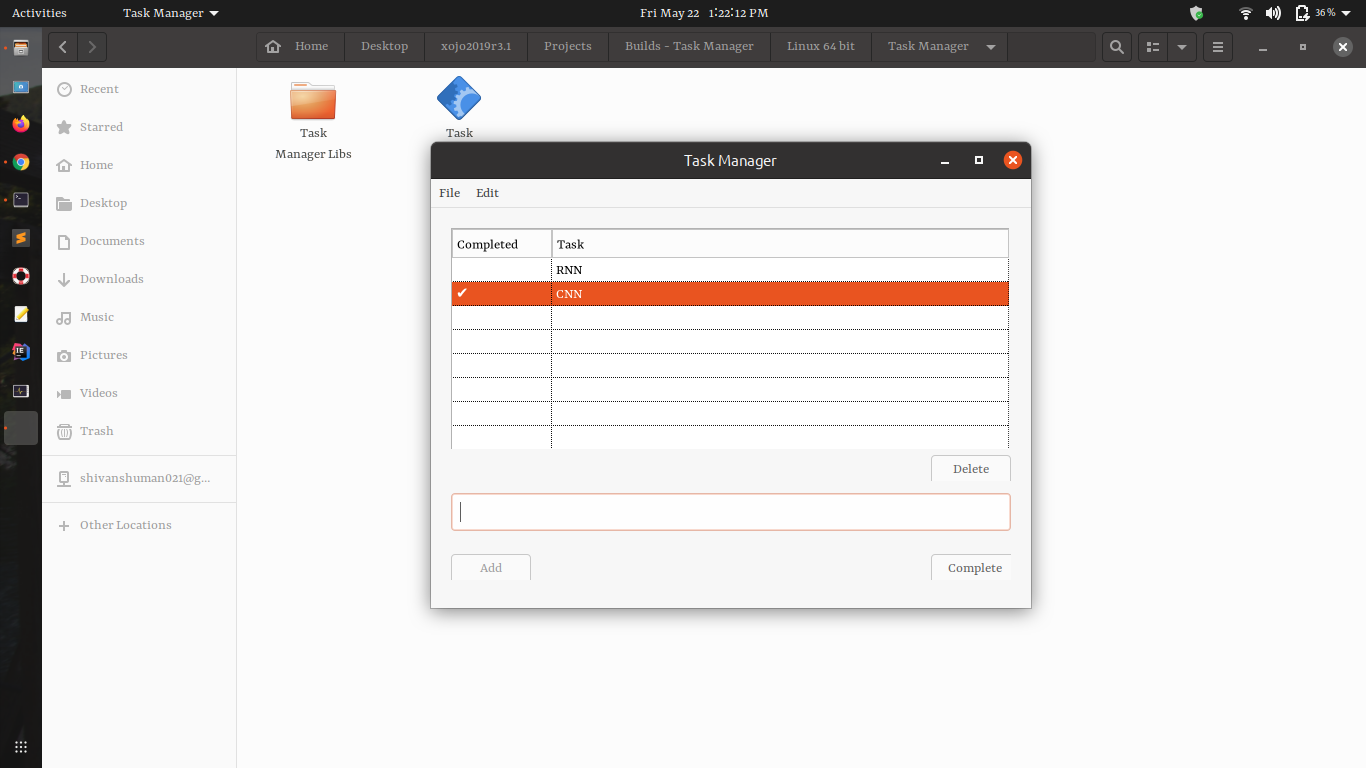 Activities
Task Manager
Fri May 22 1:22:12 PM
36 %
Home
Desktop
xojo2019r3.1
Projects
Builds - Task Manager
Linux 64 bit
Task Manager
Recent
Starred
Home
Desktop
Documents
Downloads
Music
Pictures
Videos
Trash
shivanshuman021@g...
Other Locations
Task
Manager Libs
Task
Task Manager
File Edit
Completed Task
RNN
✔ CNN
Delete
Add
Complete